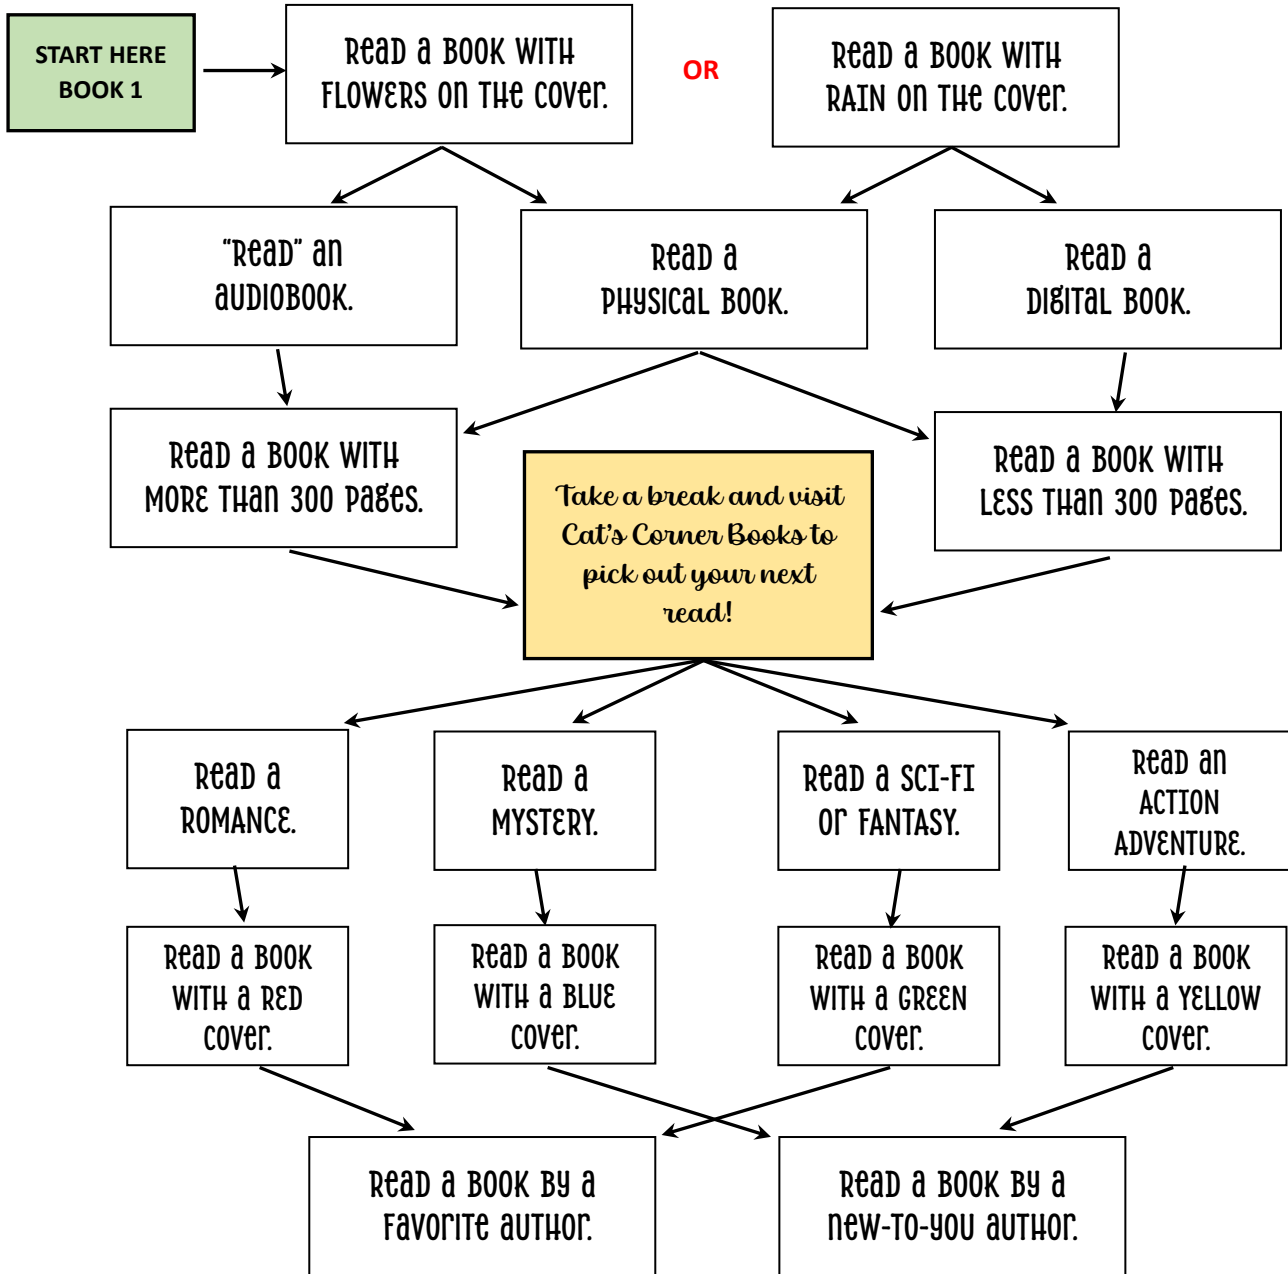 START HERE
BOOK 1
Read a BOOK WITH
FLOWERS ON THE COVER.
OR
Read a BOOK WITH
RAIN ON THE COVER.
"Read" an
AUDIOBOOK.
Read a
PHYSICAL BOOK.
Read a
DIGITAL BOOK.
Read a BOOK WITH
MORE THAN 300 Pages.
Take a break and visit
Cat's Corner Books to
pick out your next
read!
Read a BOOK WITH
LESS THAN 300 Pages.
Read a
ROMANCE.
Read a
MYSTERY.
Read a SCI-FI
or FANTASY.
Read an
ACTION
ADVENTURE.
Read a BOOK
WITH a RED
cover.
Read a BOOK
WITH a BLUE
cover.
Read a BOOK
WITH a GREEN
cover.
Read a BOOK
WITH a YELLOW
cover.
Read a BOOK BY a
Favorite author.
Read a BOOK BY a
new-to-you author.